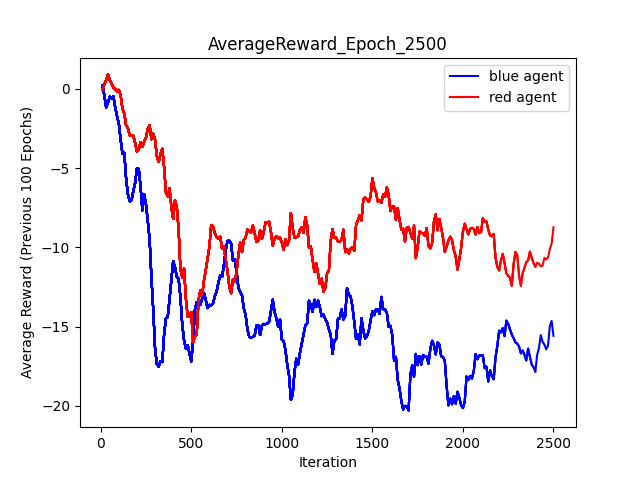 AverageReward_Epoch_2500
blue agent
red agent
Average Reward (Previous 100 Epochs)
0
−5
−10
−15
−20
0 500 1000 1500 2000 2500
Iteration